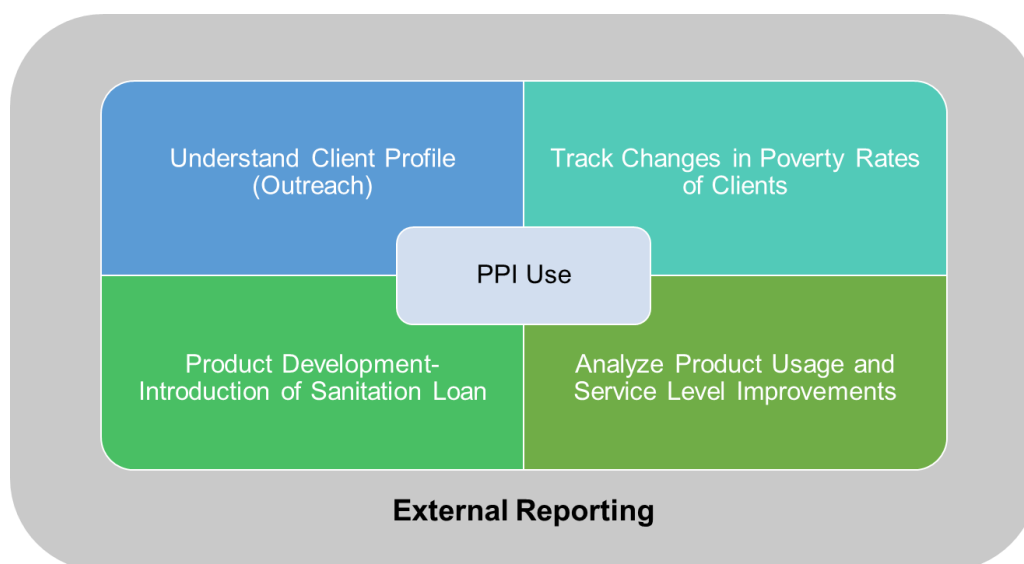 Understand Client Profile
(Outreach)
Track Changes in Poverty Rates
of Clients
PPI Use
Product Development-
Introduction of Sanitation Loan
Analyze Product Usage and
Service Level Improvements
External Reporting